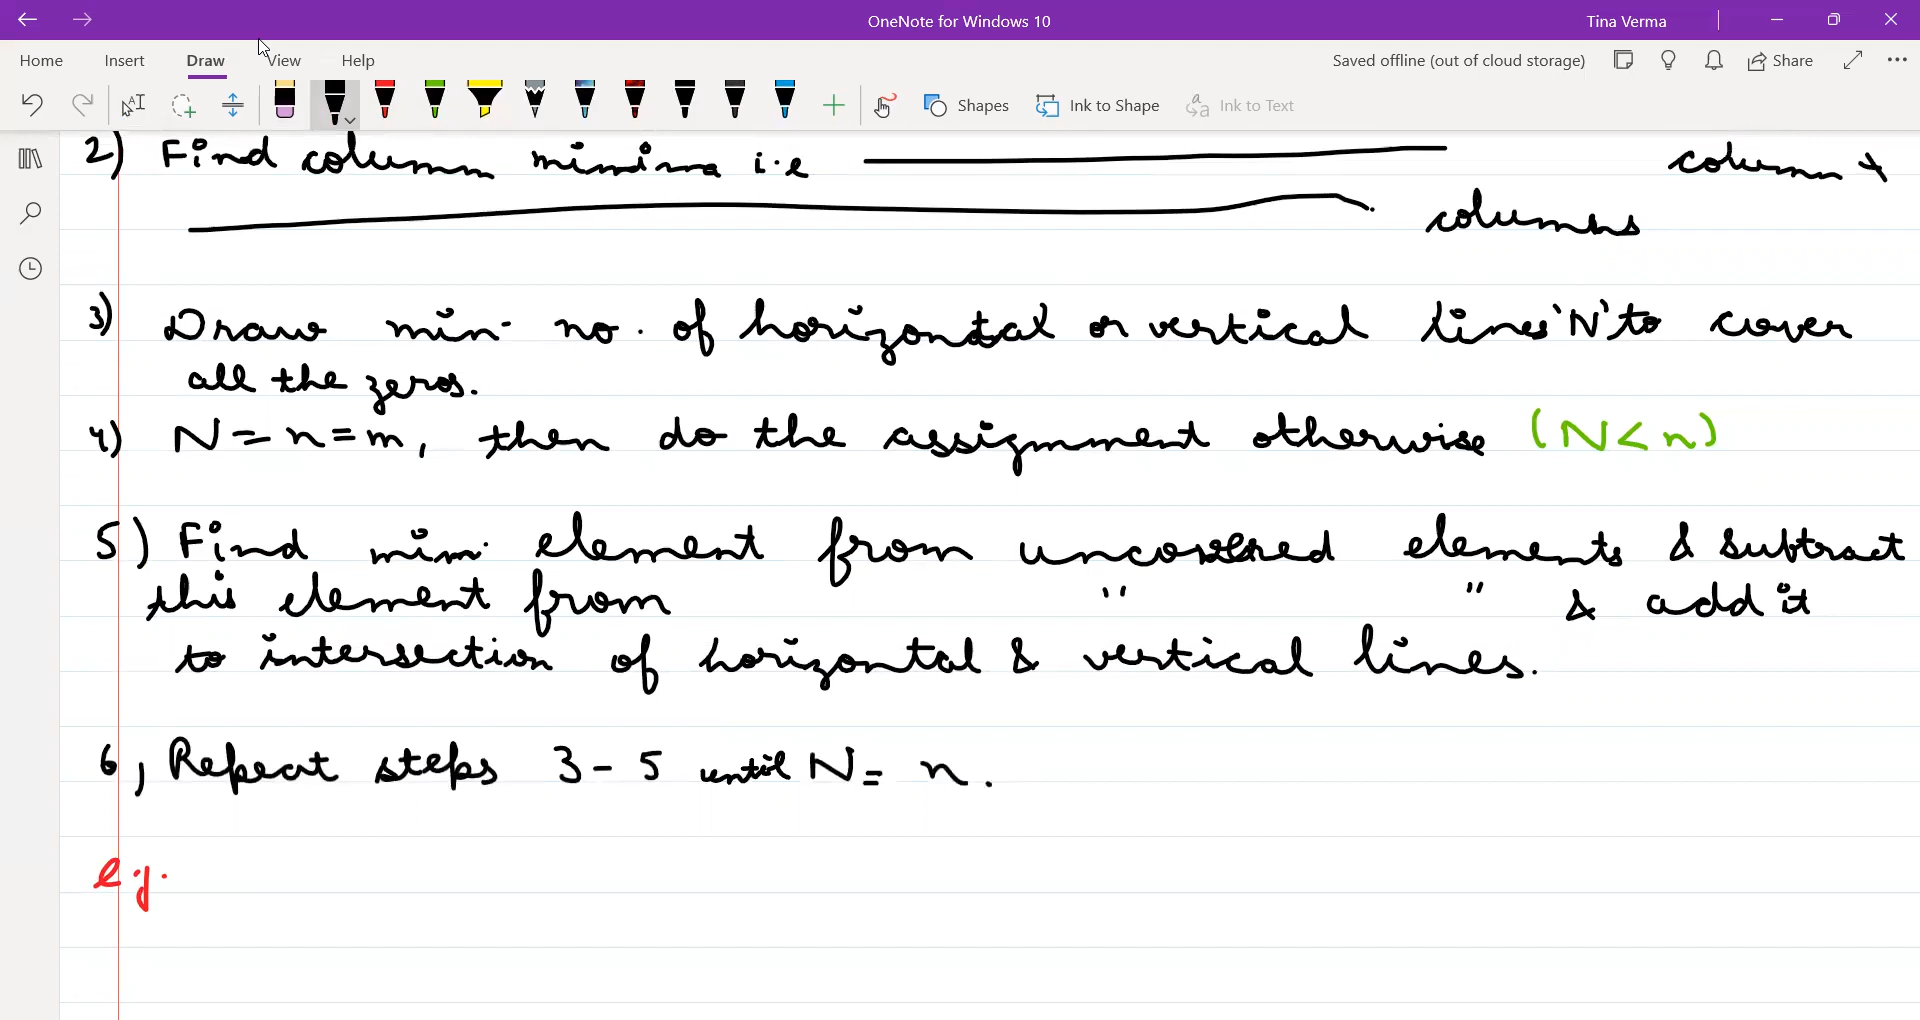 OneNote for Windows 10
Tina Verma
Home Insert Draw View Help
Saved offline (out of cloud storage)
Share
Shapes
Ink to Shape
Ink to Text
2) Find column minima i.e column &
columns
3) Draw min. no. of horizontal or vertical lines 'N' to cover
all the zeros.
4) N = n = m, then do the assignment otherwise (N < n)
5) Find min. element from uncovered elements & subtract
this element from " " & add it
to intersection of horizontal & vertical lines.
6, Repeat steps 3 - 5 until N = n.
eg.